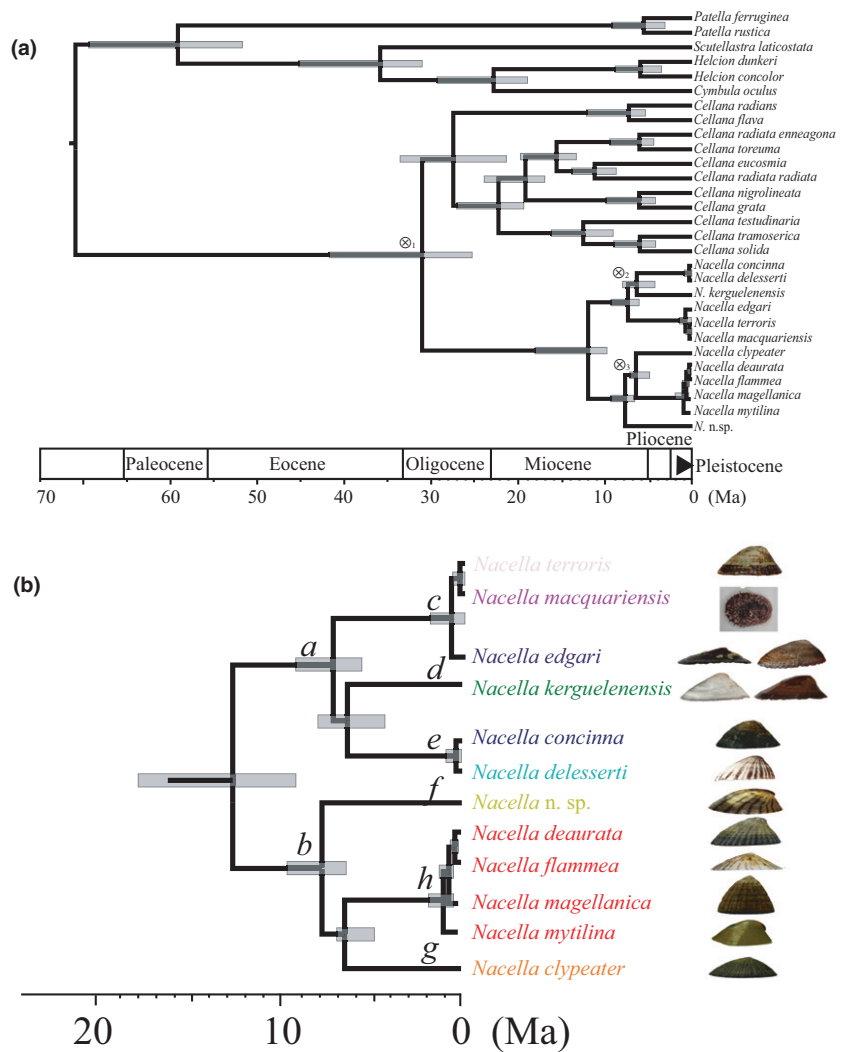 (a)
Patella ferruginea
Patella rustica
Scutellastra laticostata
Helcion dunkeri
Helcion concolor
Cymbula oculus
Cellana radians
Cellana flava
Cellana radiata enneagona
Cellana toreuma
Cellana eucosmia
Cellana radiata radiata
Cellana nigrolineata
Cellana grata
Cellana testudinaria
Cellana tramoserica
Cellana solida
⊗1
Nacella concinna
⊗2
Nacella delesserti
N. kerguelenensis
Nacella edgari
Nacella terroris
Nacella macquariensis
Nacella clypeater
⊗3
Nacella deaurata
Nacella flammea
Nacella magellanica
Nacella mytilina
N. n.sp.
Pliocene
Paleocene Eocene Oligocene Miocene Pleistocene
70 60 50 40 30 20 10 0 (Ma)
(b)
Nacella terroris
c Nacella macquariensis
a Nacella edgari
d Nacella kerguelenensis
e Nacella concinna
Nacella delesserti
f Nacella n. sp.
b Nacella deaurata
Nacella flammea
h Nacella magellanica
Nacella mytilina
g Nacella clypeater
20 10 0 (Ma)